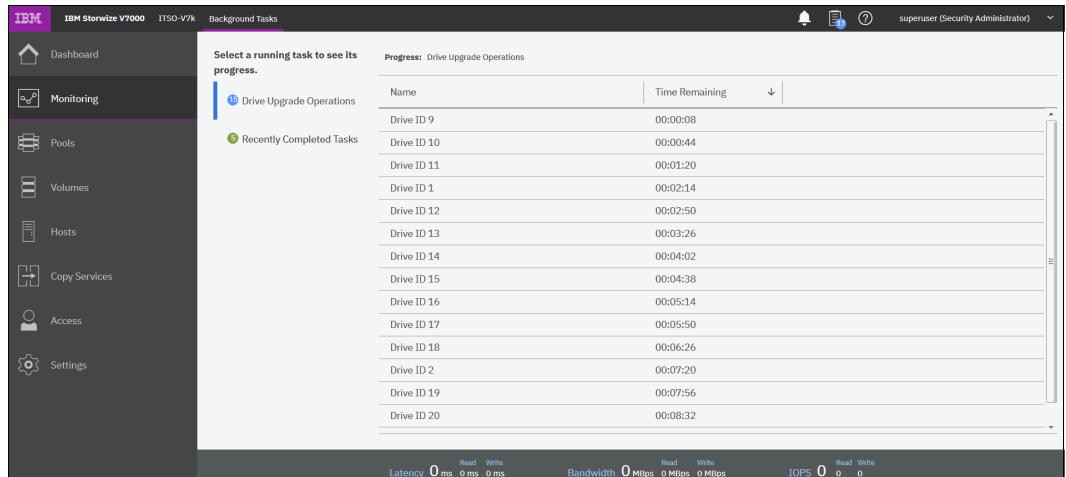 IBM IBM Storwize V7000 ITSO-V7k Background Tasks 17 superuser (Security Administrator)
Dashboard
Monitoring
Pools
Volumes
Hosts
Copy Services
Access
Settings
Select a running task to see its
progress.
15 Drive Upgrade Operations
5 Recently Completed Tasks
Progress: Drive Upgrade Operations
Name Time Remaining
Drive ID 9 00:00:08
Drive ID 10 00:00:44
Drive ID 11 00:01:20
Drive ID 1 00:02:14
Drive ID 12 00:02:50
Drive ID 13 00:03:26
Drive ID 14 00:04:02
Drive ID 15 00:04:38
Drive ID 16 00:05:14
Drive ID 17 00:05:50
Drive ID 18 00:06:26
Drive ID 2 00:07:20
Drive ID 19 00:07:56
Drive ID 20 00:08:32
Latency 0 ms Read 0 ms Write 0 ms Bandwidth 0 MBps Read 0 MBps Write 0 MBps IOPS 0 Read 0 Write 0